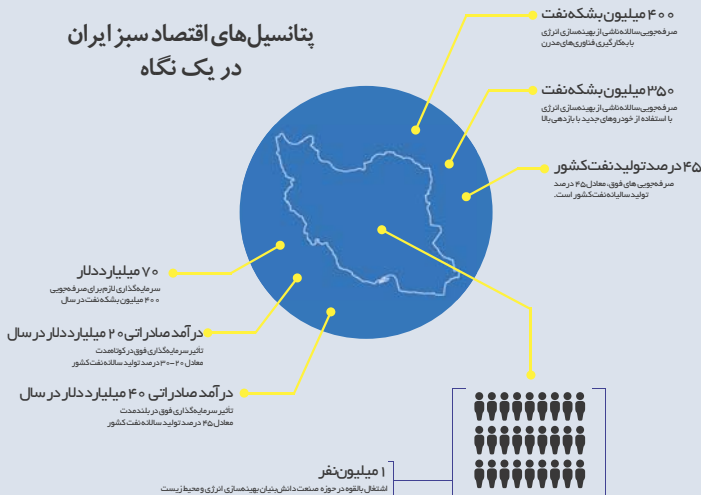 پتانسیل‌های اقتصاد سبز ایران
در یک نگاه
۴۰۰ میلیون بشکه نفت
صرفه‌جویی سالانه ناشی از بهینه‌سازی انرژی
با به‌کارگیری فناوری‌های مدرن
۳۵۰ میلیون بشکه نفت
صرفه‌جویی سالانه ناشی از بهینه‌سازی انرژی
با استفاده از خودروهای جدید با بازدهی بالا
۴۵ درصد تولید نفت کشور
صرفه‌جویی های فوق، معادل ۴۵ درصد
تولید سالیانه نفت کشور است.
۷۰ میلیارد دلار
سرمایه‌گذاری لازم برای صرفه‌جویی
۴۰۰ میلیون بشکه نفت در سال
درآمد صادراتی ۲۰ میلیارد دلار در سال
تأثیر سرمایه‌گذاری فوق در کوتاه‌مدت
معادل ۲۰-۳۰ درصد تولید سالانه نفت کشور
درآمد صادراتی ۴۰ میلیارد دلار در سال
تأثیر سرمایه‌گذاری فوق در بلندمدت
معادل ۴۵ درصد تولید سالانه نفت کشور
۱ میلیون نفر
اشتغال بالقوه در حوزه صنعت دانش‌بنیان بهینه‌سازی انرژی و محیط زیست